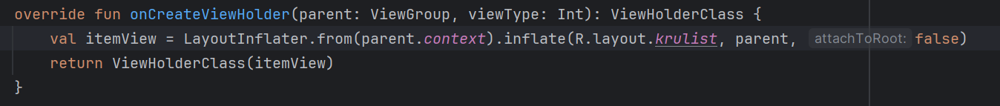 override fun onCreateViewHolder(parent: ViewGroup, viewType: Int): ViewHolderClass {
    val itemView = LayoutInflater.from(parent.context).inflate(R.layout.krulist, parent, attachToRoot: false)
    return ViewHolderClass(itemView)
}